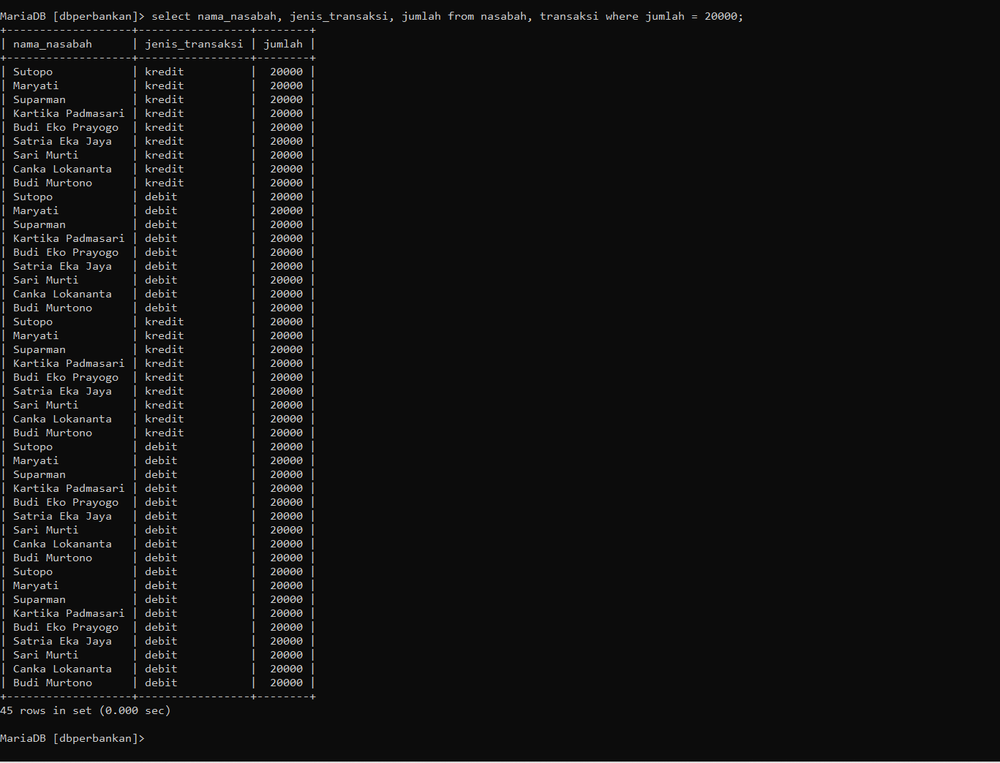 MariaDB [dbperbankan]> select nama_nasabah, jenis_transaksi, jumlah from nasabah, transaksi where jumlah = 20000;
+-------------------+-----------------+--------+
| nama_nasabah      | jenis_transaksi | jumlah |
+-------------------+-----------------+--------+
| Sutopo            | kredit          |  20000 |
| Maryati           | kredit          |  20000 |
| Suparman          | kredit          |  20000 |
| Kartika Padmasari | kredit          |  20000 |
| Budi Eko Prayogo  | kredit          |  20000 |
| Satria Eka Jaya   | kredit          |  20000 |
| Sari Murti        | kredit          |  20000 |
| Canka Lokananta   | kredit          |  20000 |
| Budi Murtono      | kredit          |  20000 |
| Sutopo            | debit           |  20000 |
| Maryati           | debit           |  20000 |
| Suparman          | debit           |  20000 |
| Kartika Padmasari | debit           |  20000 |
| Budi Eko Prayogo  | debit           |  20000 |
| Satria Eka Jaya   | debit           |  20000 |
| Sari Murti        | debit           |  20000 |
| Canka Lokananta   | debit           |  20000 |
| Budi Murtono      | debit           |  20000 |
| Sutopo            | kredit          |  20000 |
| Maryati           | kredit          |  20000 |
| Suparman          | kredit          |  20000 |
| Kartika Padmasari | kredit          |  20000 |
| Budi Eko Prayogo  | kredit          |  20000 |
| Satria Eka Jaya   | kredit          |  20000 |
| Sari Murti        | kredit          |  20000 |
| Canka Lokananta   | kredit          |  20000 |
| Budi Murtono      | kredit          |  20000 |
| Sutopo            | debit           |  20000 |
| Maryati           | debit           |  20000 |
| Suparman          | debit           |  20000 |
| Kartika Padmasari | debit           |  20000 |
| Budi Eko Prayogo  | debit           |  20000 |
| Satria Eka Jaya   | debit           |  20000 |
| Sari Murti        | debit           |  20000 |
| Canka Lokananta   | debit           |  20000 |
| Budi Murtono      | debit           |  20000 |
| Sutopo            | debit           |  20000 |
| Maryati           | debit           |  20000 |
| Suparman          | debit           |  20000 |
| Kartika Padmasari | debit           |  20000 |
| Budi Eko Prayogo  | debit           |  20000 |
| Satria Eka Jaya   | debit           |  20000 |
| Sari Murti        | debit           |  20000 |
| Canka Lokananta   | debit           |  20000 |
| Budi Murtono      | debit           |  20000 |
+-------------------+-----------------+--------+
45 rows in set (0.000 sec)
MariaDB [dbperbankan]>